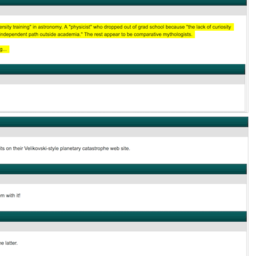 ersity training" in astronomy. A "physicist" who dropped out of grad school because "the lack of curiosity
independent path outside academia." The rest appear to be comparative mythologists.
g...
ts on their Velikovski-style planetary catastrophe web site.
m with it!
e latter.